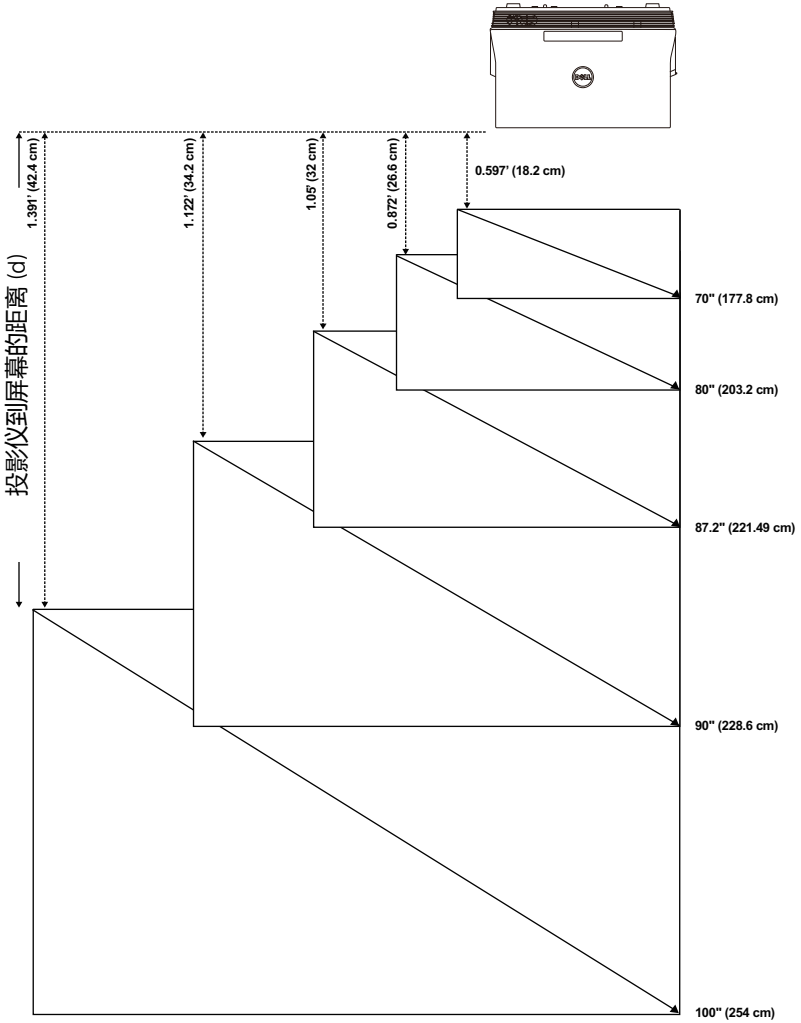 DELL
1.391' (42.4 cm)
1.122' (34.2 cm)
1.05' (32 cm)
0.872' (26.6 cm)
0.597' (18.2 cm)
投影仪到屏幕的距离 (d)
70" (177.8 cm)
80" (203.2 cm)
87.2" (221.49 cm)
90" (228.6 cm)
100" (254 cm)